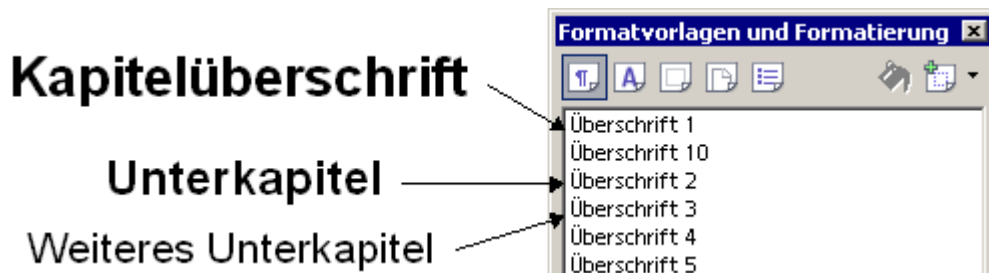 Formatvorlagen und Formatierung
Kapitelüberschrift
Überschrift 1
Überschrift 10
Unterkapitel
Überschrift 2
Überschrift 3
Weiteres Unterkapitel
Überschrift 4
Überschrift 5